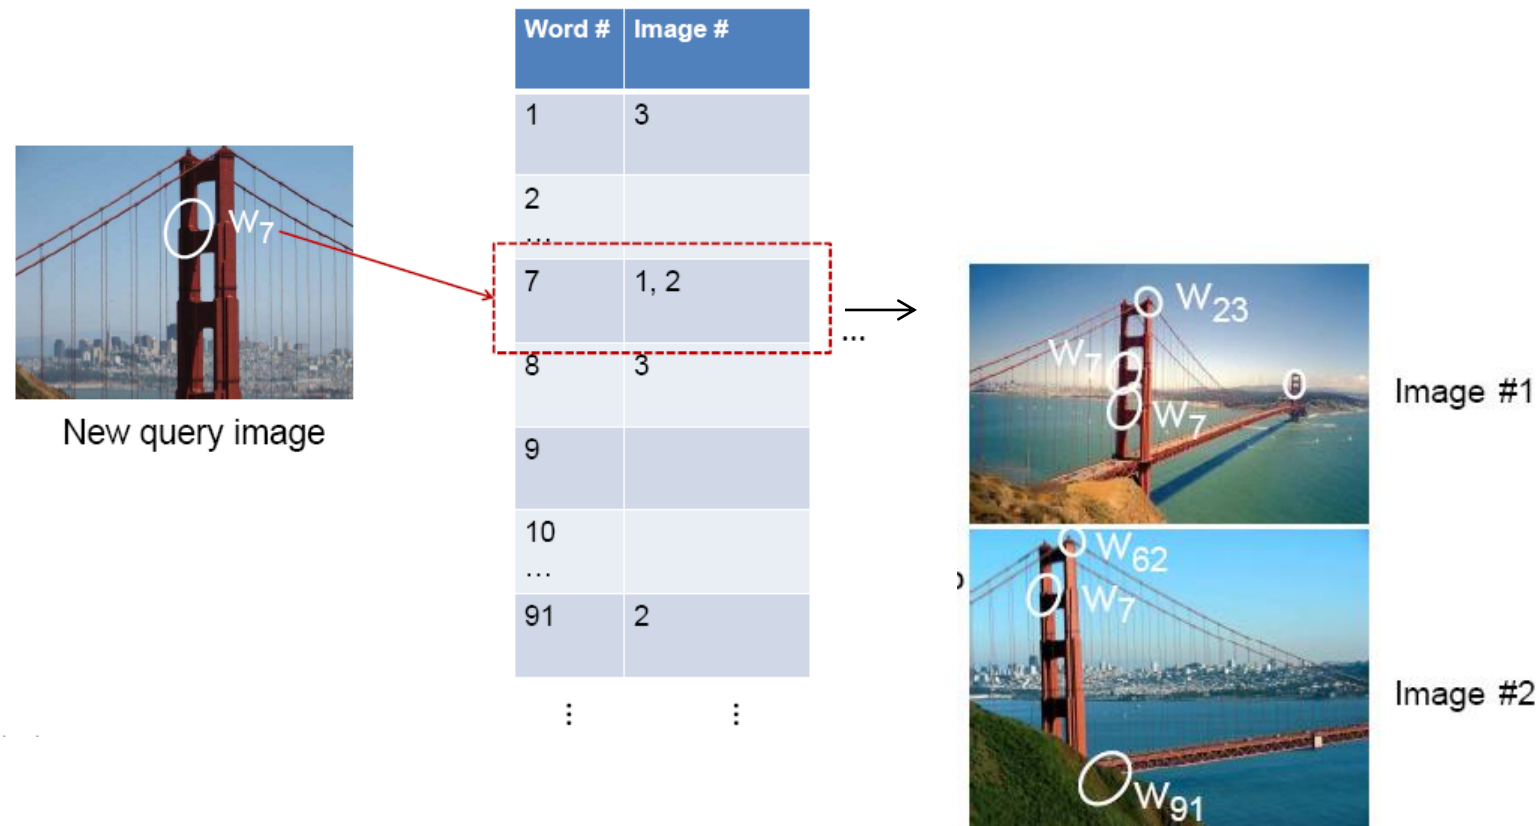 Word # Image #
1 3
2
...
7 1, 2
8 3
9
10
...
91 2
⋮ ⋮
w7
New query image
...
w23
w7
w7
Image #1
w62
w7
w91
Image #2